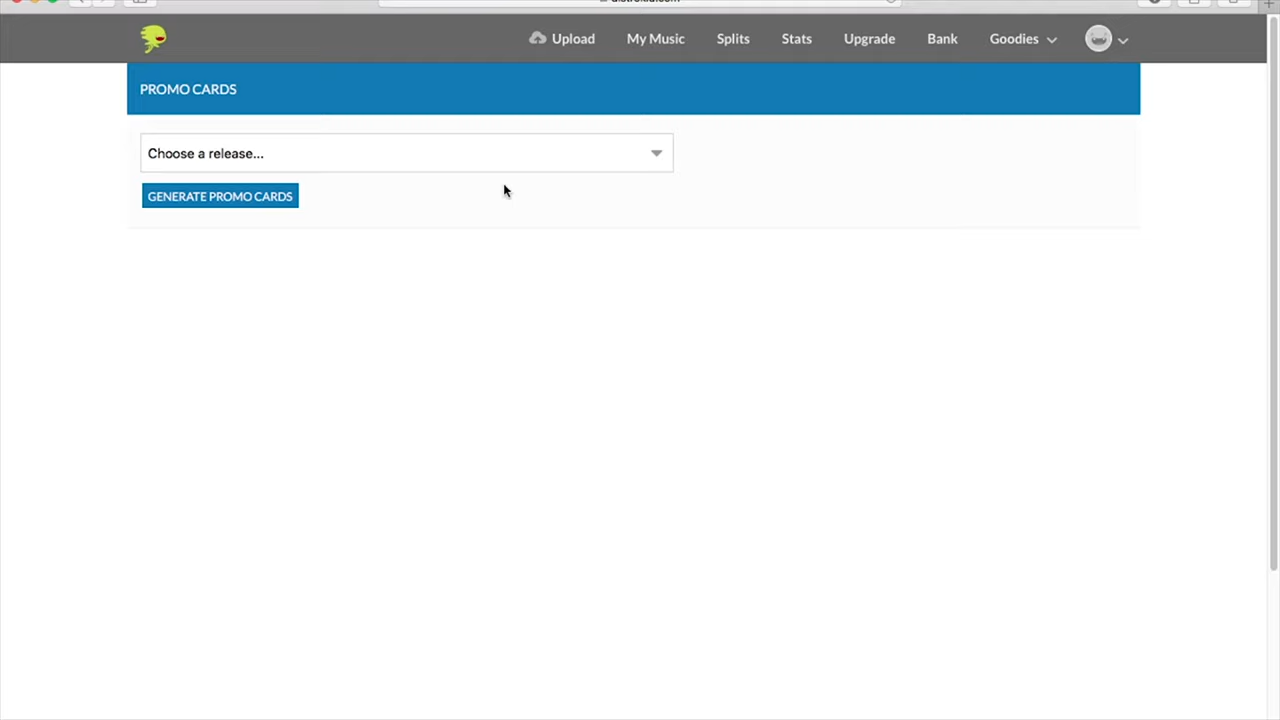 Upload My Music Splits Stats Upgrade Bank Goodies
PROMO CARDS
Choose a release...
GENERATE PROMO CARDS